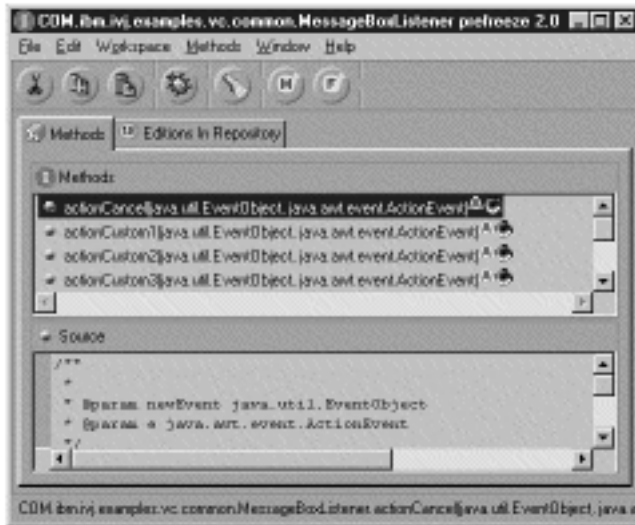 COM.ibm.ivj.examples.vc.common.MessageBoxListener prefreeze 2.0
File Edit Workspace Methods Window Help
H F
Methods Editions In Repository
Methods
actionCancel(java.util.EventObject, java.awt.event.ActionEvent)
actionCustom1(java.util.EventObject, java.awt.event.ActionEvent)
actionCustom2(java.util.EventObject, java.awt.event.ActionEvent)
actionCustom3(java.util.EventObject, java.awt.event.ActionEvent)
Source
/**
*
* @param newEvent java.util.EventObject
* @param e java.awt.event.ActionEvent
*/
COM.ibm.ivj.examples.vc.common.MessageBoxListener.actionCancel(java.util.EventObject, java.a